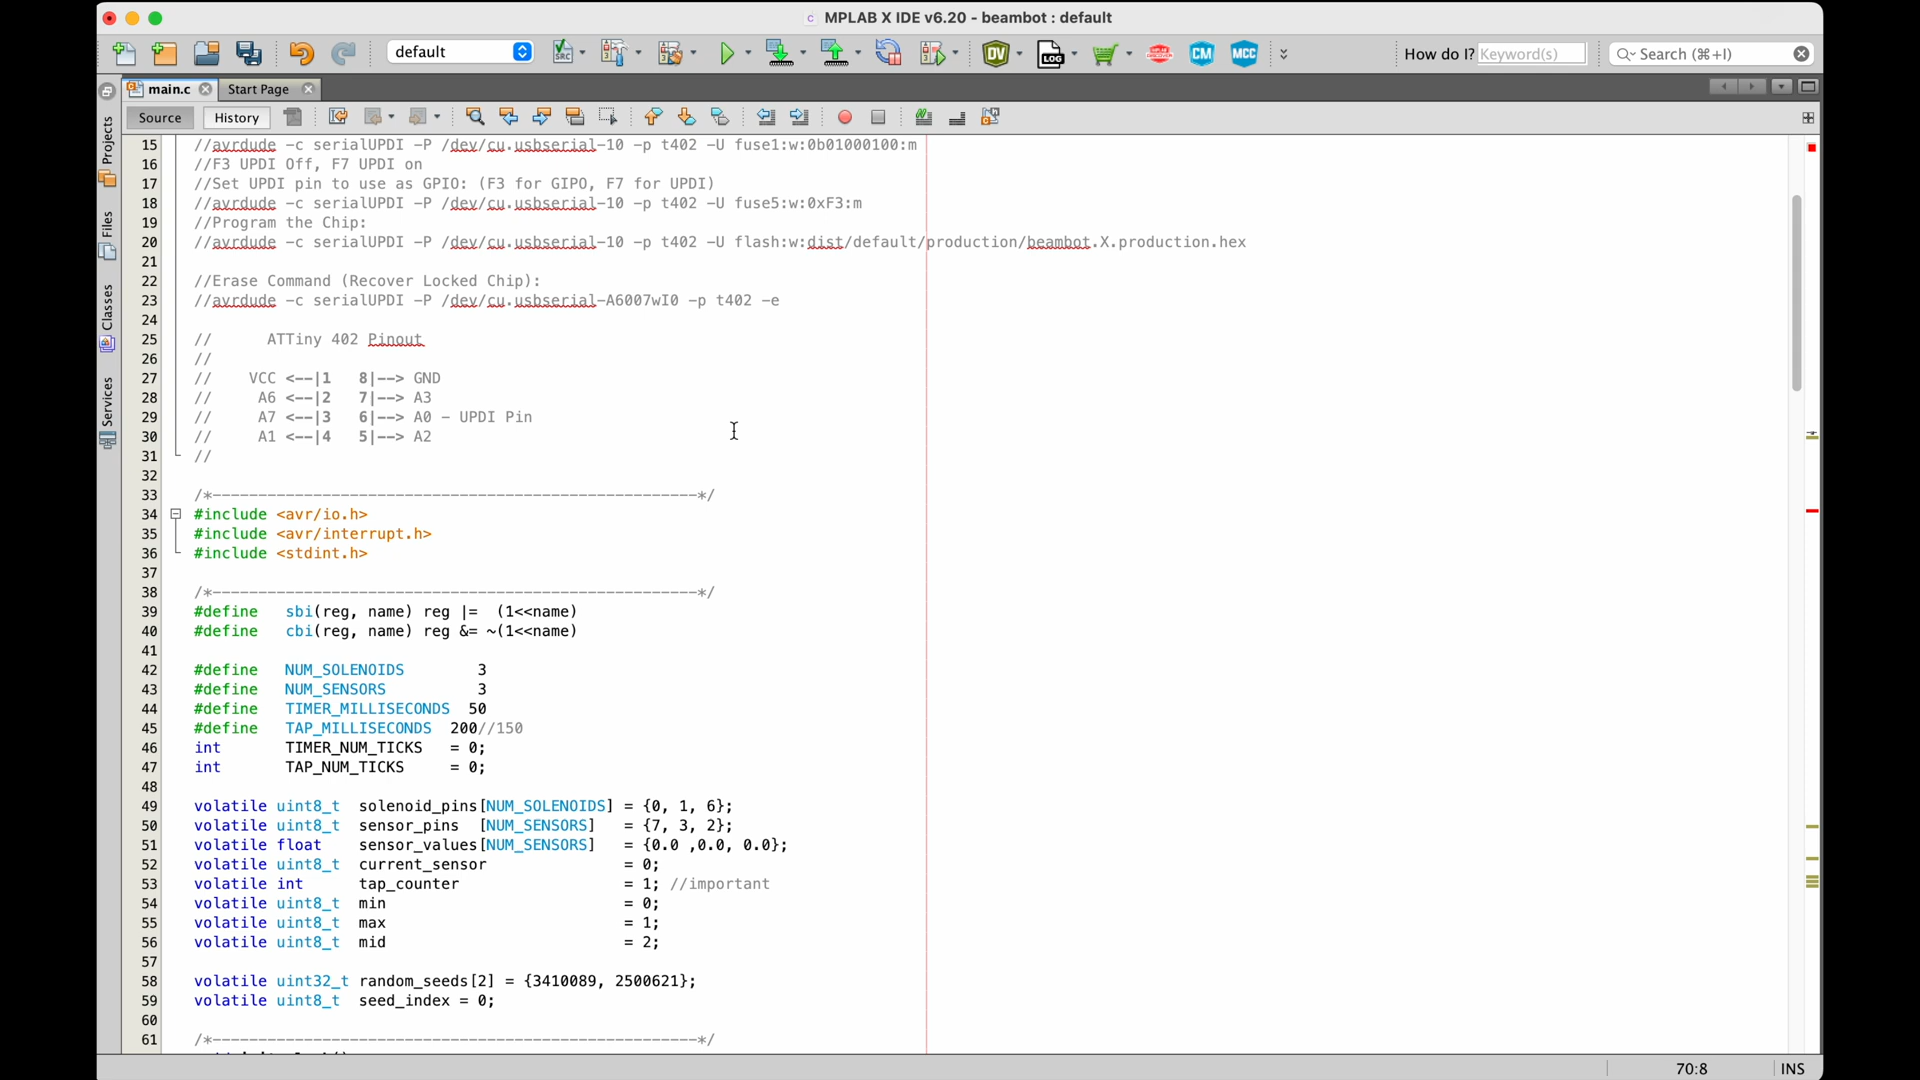 MPLAB X IDE v6.20 - beambot : default
default
SRC
DV
LOG
CM
MCC
How do I?
Keyword(s)
Search (⌘+I)
main.c
Start Page
Source
History
Projects
Files
Classes
Services
15 //avrdude -c serialUPDI -P /dev/cu.usbserial-10 -p t402 -U fuse1:w:0b01000100:m
16 //F3 UPDI Off, F7 UPDI on
17 //Set UPDI pin to use as GPIO: (F3 for GIPO, F7 for UPDI)
18 //avrdude -c serialUPDI -P /dev/cu.usbserial-10 -p t402 -U fuse5:w:0xF3:m
19 //Program the Chip:
20 //avrdude -c serialUPDI -P /dev/cu.usbserial-10 -p t402 -U flash:w:dist/default/production/beambot.X.production.hex
21
22 //Erase Command (Recover Locked Chip):
23 //avrdude -c serialUPDI -P /dev/cu.usbserial-A6007wI0 -p t402 -e
24
25 //      ATTiny 402 Pinout
26 //
27 //    VCC <--|1   8|--> GND
28 //     A6 <--|2   7|--> A3
29 //     A7 <--|3   6|--> A0 - UPDI Pin
30 //     A1 <--|4   5|--> A2
31 //
32
33 /*-----------------------------------------------------*/
34 #include <avr/io.h>
35 #include <avr/interrupt.h>
36 #include <stdint.h>
37
38 /*-----------------------------------------------------*/
39 #define   sbi(reg, name) reg |=  (1<<name)
40 #define   cbi(reg, name) reg &= ~(1<<name)
41
42 #define   NUM_SOLENOIDS        3
43 #define   NUM_SENSORS          3
44 #define   TIMER_MILLISECONDS  50
45 #define   TAP_MILLISECONDS  200//150
46 int       TIMER_NUM_TICKS   = 0;
47 int       TAP_NUM_TICKS     = 0;
48
49 volatile uint8_t  solenoid_pins[NUM_SOLENOIDS] = {0, 1, 6};
50 volatile uint8_t  sensor_pins  [NUM_SENSORS]   = {7, 3, 2};
51 volatile float    sensor_values[NUM_SENSORS]   = {0.0 ,0.0, 0.0};
52 volatile uint8_t  current_sensor               = 0;
53 volatile int      tap_counter                  = 1; //important
54 volatile uint8_t  min                          = 0;
55 volatile uint8_t  max                          = 1;
56 volatile uint8_t  mid                          = 2;
57
58 volatile uint32_t random_seeds[2] = {3410089, 2500621};
59 volatile uint8_t  seed_index = 0;
60
61 /*-----------------------------------------------------*/
70:8
INS